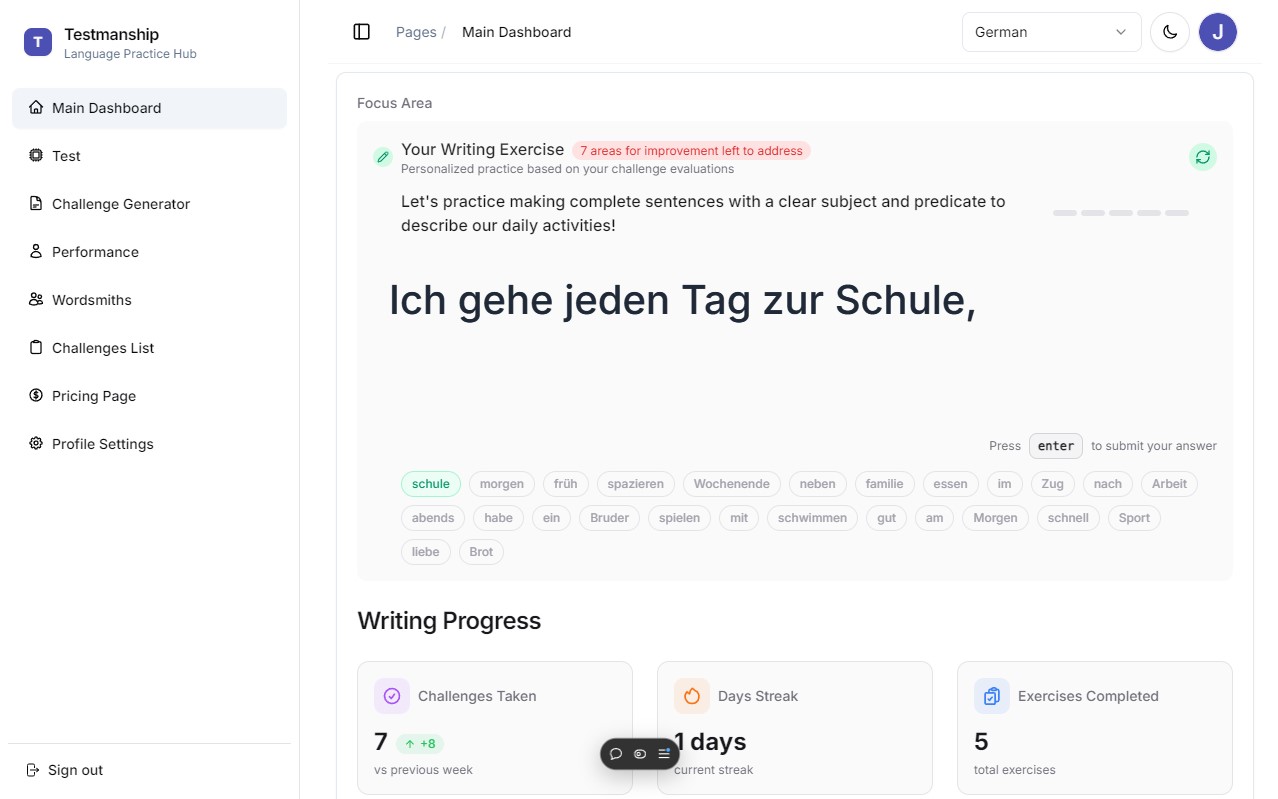 T
Testmanship
Language Practice Hub
Main Dashboard
Test
Challenge Generator
Performance
Wordsmiths
Challenges List
Pricing Page
Profile Settings
Sign out
Pages / Main Dashboard
German
J
Focus Area
Your Writing Exercise 7 areas for improvement left to address
Personalized practice based on your challenge evaluations
Let's practice making complete sentences with a clear subject and predicate to
describe our daily activities!
Ich gehe jeden Tag zur Schule,
Press enter to submit your answer
schule morgen früh spazieren Wochenende neben familie essen im Zug nach Arbeit
abends habe ein Bruder spielen mit schwimmen gut am Morgen schnell Sport
liebe Brot
Writing Progress
Challenges Taken
7 +8
vs previous week
Days Streak
1 days
current streak
Exercises Completed
5
total exercises